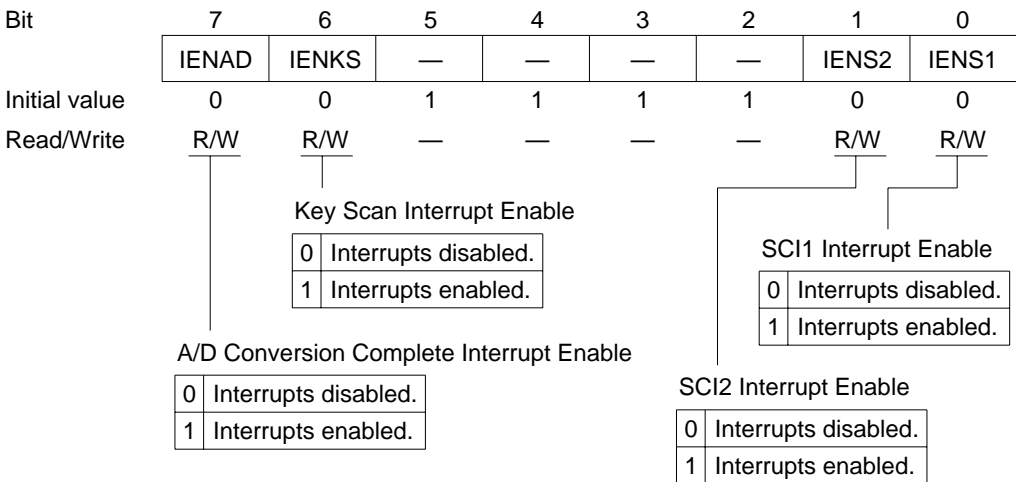 Bit 7 6 5 4 3 2 1 0
IENAD IENKS — — — — IENS2 IENS1
Initial value 0 0 1 1 1 1 0 0
Read/Write R/W R/W — — — — R/W R/W
Key Scan Interrupt Enable
0 Interrupts disabled.
1 Interrupts enabled.
SCI1 Interrupt Enable
0 Interrupts disabled.
1 Interrupts enabled.
A/D Conversion Complete Interrupt Enable
0 Interrupts disabled.
1 Interrupts enabled.
SCI2 Interrupt Enable
0 Interrupts disabled.
1 Interrupts enabled.